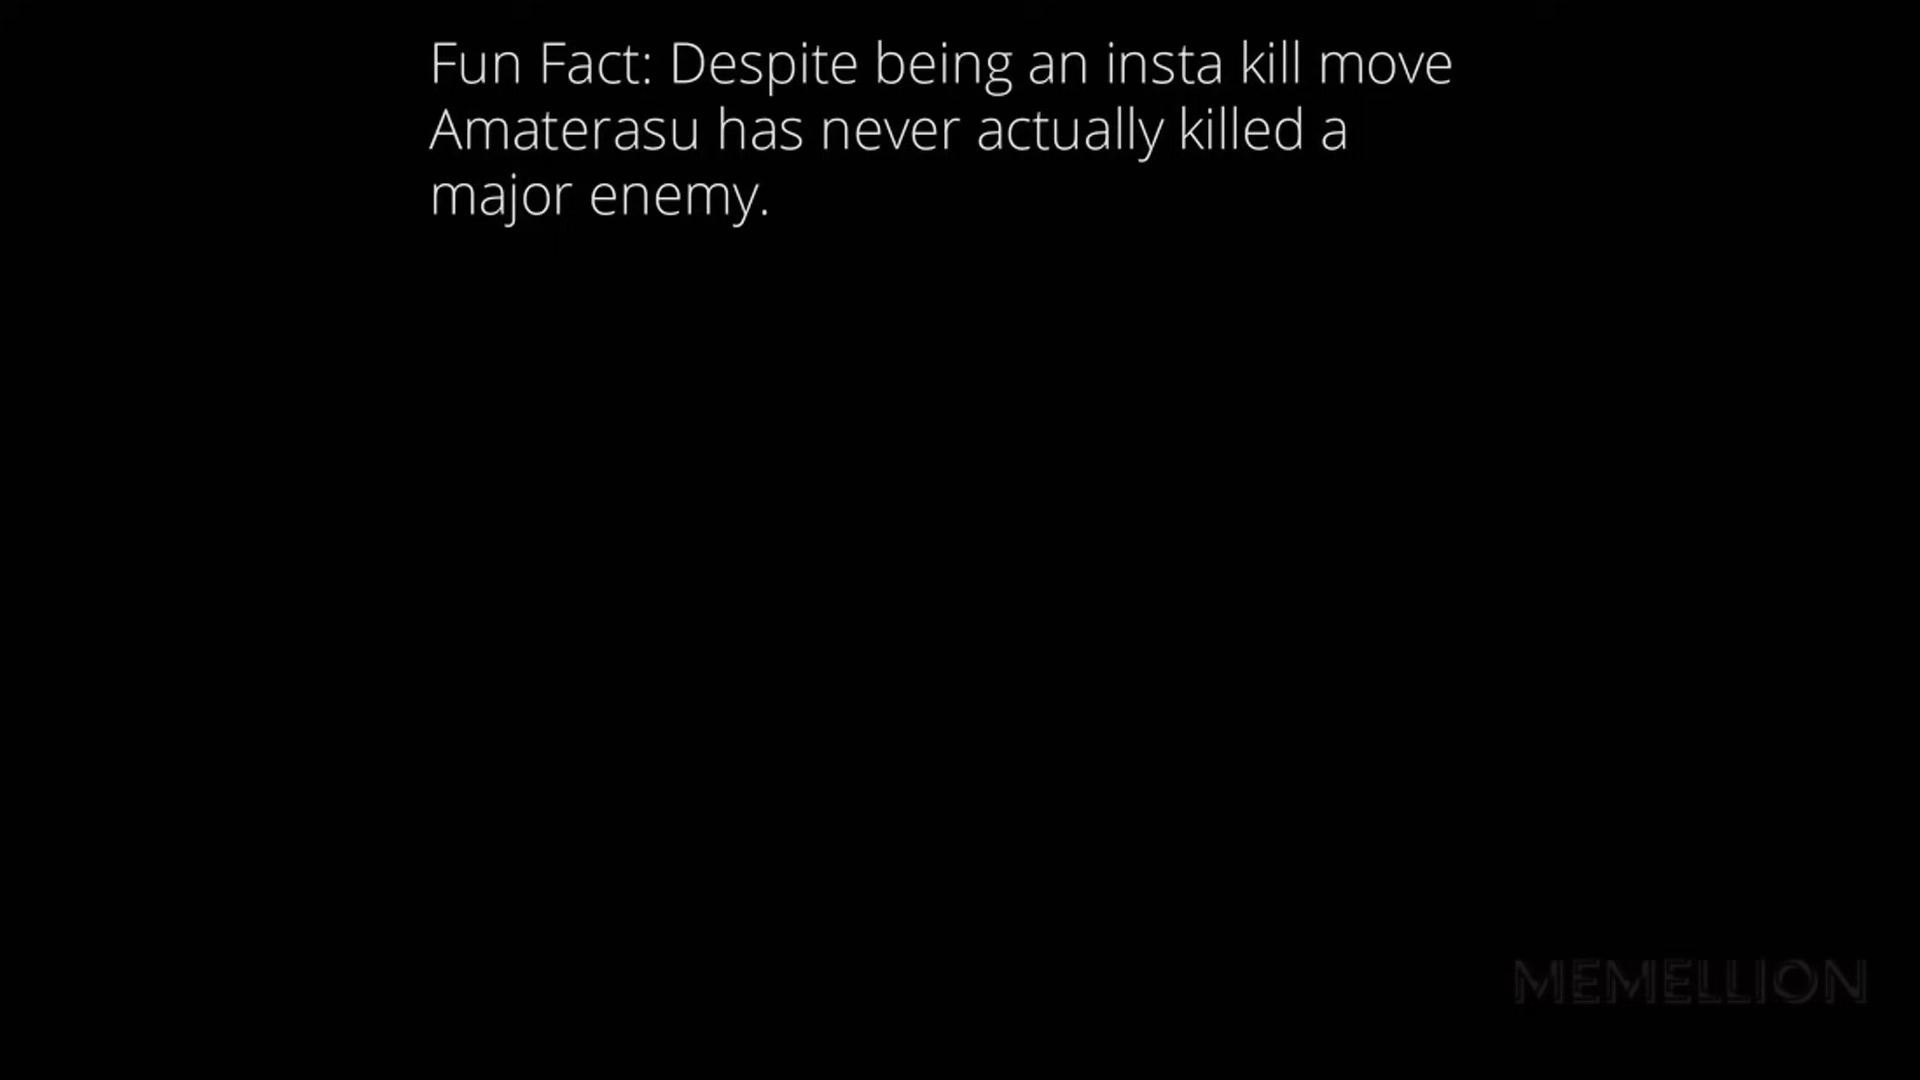 Fun Fact: Despite being an insta kill move
Amaterasu has never actually killed a
major enemy.
MEMELLION